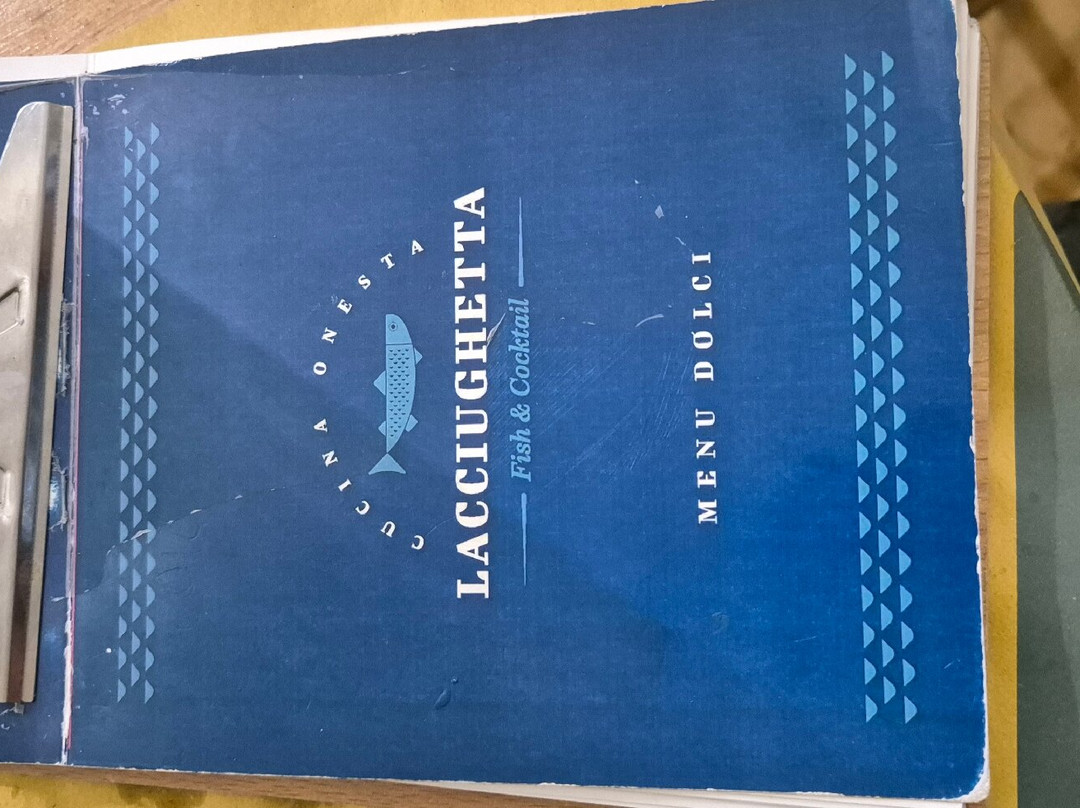 CUCINA ONESTA
LACCIUGHETTA
Fish & Cocktail
MENU DOLCI